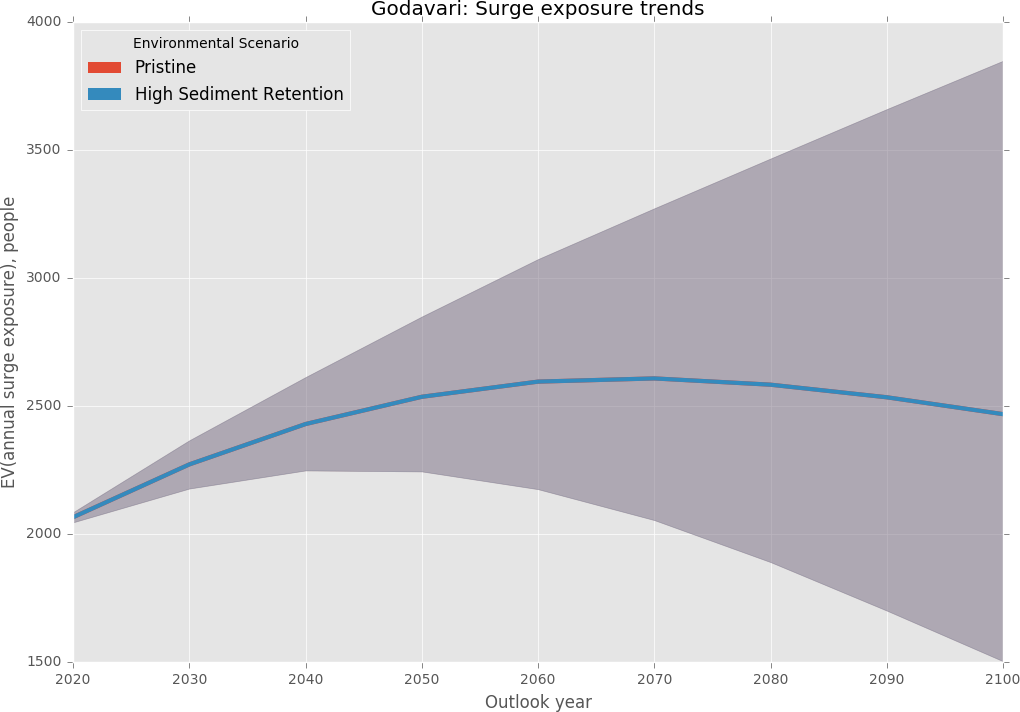 Godavari: Surge exposure trends
Environmental Scenario
Pristine
High Sediment Retention
EV(annual surge exposure), people
4000
3500
3000
2500
2000
1500
2020 2030 2040 2050 2060 2070 2080 2090 2100
Outlook year